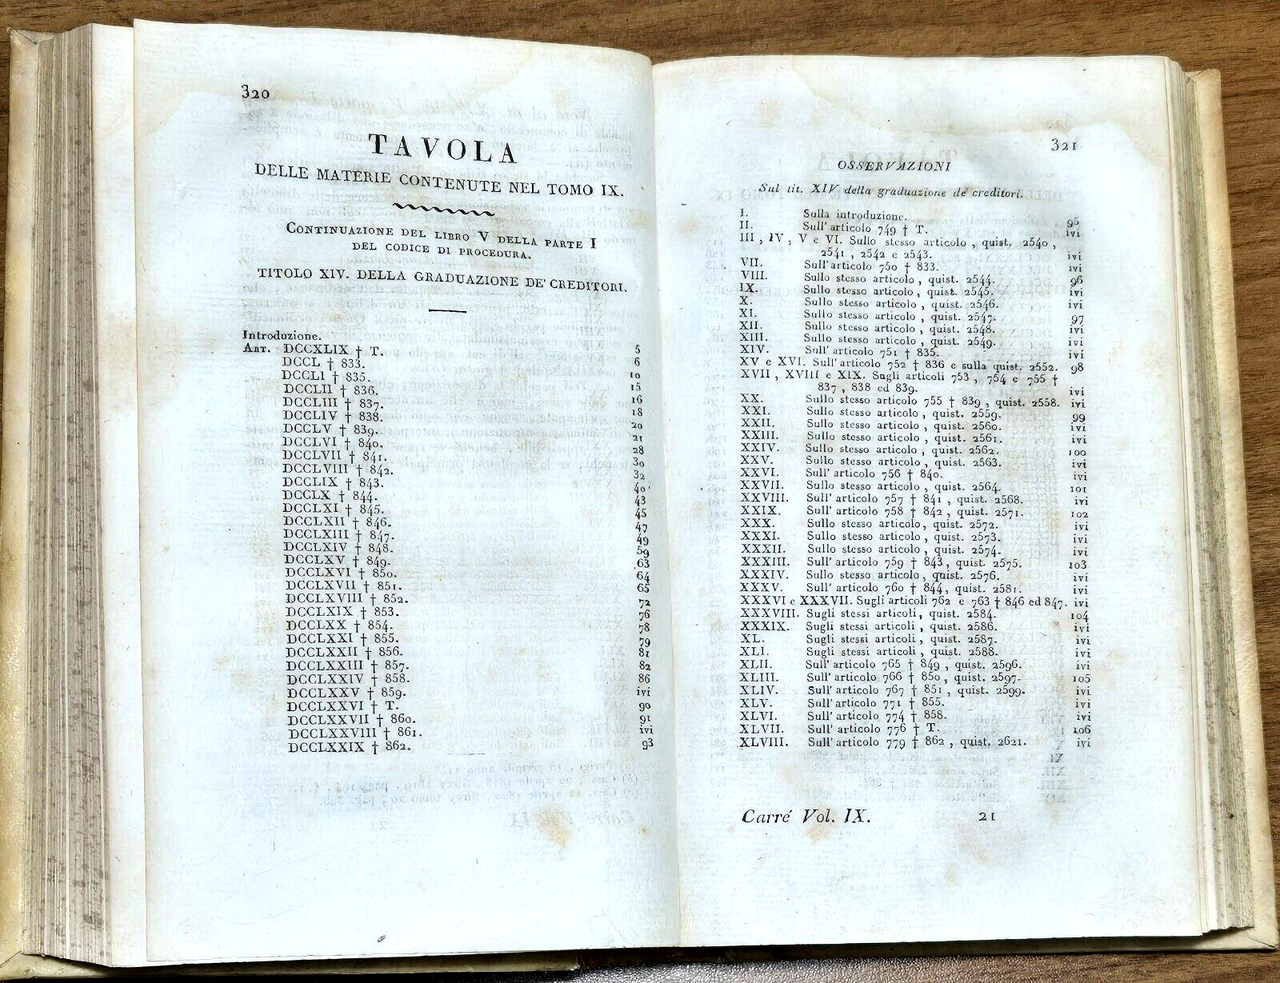 320
TAVOLA
DELLE MATERIE CONTENUTE NEL TOMO IX.
CONTINUAZIONE DEL LIBRO V DELLA PARTE I
DEL CODICE DI PROCEDURA.
TITOLO XIV. DELLA GRADUAZIONE DE' CREDITORI.
Introduzione. 5
ART. DCCXLIX † T. 6
DCCL † 833. 10
DCCLI † 835. 15
DCCLII † 836. 16
DCCLIII † 837. 18
DCCLIV † 838. 20
DCCLV † 839. 21
DCCLVI † 840. 28
DCCLVII † 841. 30
DCCLVIII † 842. 32
DCCLIX † 843. 40
DCCLX † 844. 43
DCCLXI † 845. 45
DCCLXII † 846. 47
DCCLXIII † 847. 49
DCCLXIV † 848. 59
DCCLXV † 849. 63
DCCLXVI † 850. 64
DCCLXVII † 851. 65
DCCLXVIII † 852. 72
DCCLXIX † 853. 76
DCCLXX † 854. 78
DCCLXXI † 855. 79
DCCLXXII † 856. 81
DCCLXXIII † 857. 82
DCCLXXIV † 858. 86
DCCLXXV † 859. ivi
DCCLXXVI † T. 90
DCCLXXVII † 860. 91
DCCLXXVIII † 861. ivi
DCCLXXIX † 862. 93
321
OSSERVAZIONI
Sul tit. XIV della graduazione de' creditori.
I. Sulla introduzione. 95
II. Sull' articolo 749 † T. ivi
III, IV, V e VI. Sullo stesso articolo, quist. 2540,
2541, 2542 e 2543. ivi
VII. Sull' articolo 750 † 833. ivi
VIII. Sullo stesso articolo, quist. 2544. 96
IX. Sullo stesso articolo, quist. 2545. ivi
X. Sullo stesso articolo, quist. 2546. ivi
XI. Sullo stesso articolo, quist. 2547. 97
XII. Sullo stesso articolo, quist. 2548. ivi
XIII. Sullo stesso articolo, quist. 2549. ivi
XIV. Sull' articolo 751 † 835. ivi
XV e XVI. Sull' articolo 752 † 836 e sulla quist. 2552. 98
XVII, XVIII e XIX. Sugli articoli 753, 754 e 755 †
837, 838 ed 839. ivi
XX. Sullo stesso articolo 755 † 839, quist. 2558. ivi
XXI. Sullo stesso articolo, quist. 2559. 99
XXII. Sullo stesso articolo, quist. 2560. ivi
XXIII. Sullo stesso articolo, quist. 2561. ivi
XXIV. Sullo stesso articolo, quist. 2562. 100
XXV. Sullo stesso articolo, quist. 2563. ivi
XXVI. Sull' articolo 756 † 840. ivi
XXVII. Sullo stesso articolo, quist. 2564. 101
XXVIII. Sull' articolo 757 † 841, quist. 2568. ivi
XXIX. Sull' articolo 758 † 842, quist. 2571. 102
XXX. Sullo stesso articolo, quist. 2572. ivi
XXXI. Sullo stesso articolo, quist. 2573. ivi
XXXII. Sullo stesso articolo, quist. 2574. ivi
XXXIII. Sull' articolo 759 † 843, quist. 2575. 103
XXXIV. Sullo stesso articolo, quist. 2576. ivi
XXXV. Sull' articolo 760 † 844, quist. 2581. ivi
XXXVI e XXXVII. Sugli articoli 762 e 763 † 846 ed 847. ivi
XXXVIII. Sugli stessi articoli, quist. 2584. 104
XXXIX. Sugli stessi articoli, quist. 2586. ivi
XL. Sugli stessi articoli, quist. 2587. ivi
XLI. Sugli stessi articoli, quist. 2588. ivi
XLII. Sull' articolo 765 † 849, quist. 2596. ivi
XLIII. Sull' articolo 766 † 850, quist. 2597. 105
XLIV. Sull' articolo 767 † 851, quist. 2599. ivi
XLV. Sull' articolo 771 † 855. ivi
XLVI. Sull' articolo 774 † 858. ivi
XLVII. Sull' articolo 776 † T. 106
XLVIII. Sull' articolo 779 † 862, quist. 2621. ivi
Carré Vol. IX. 21